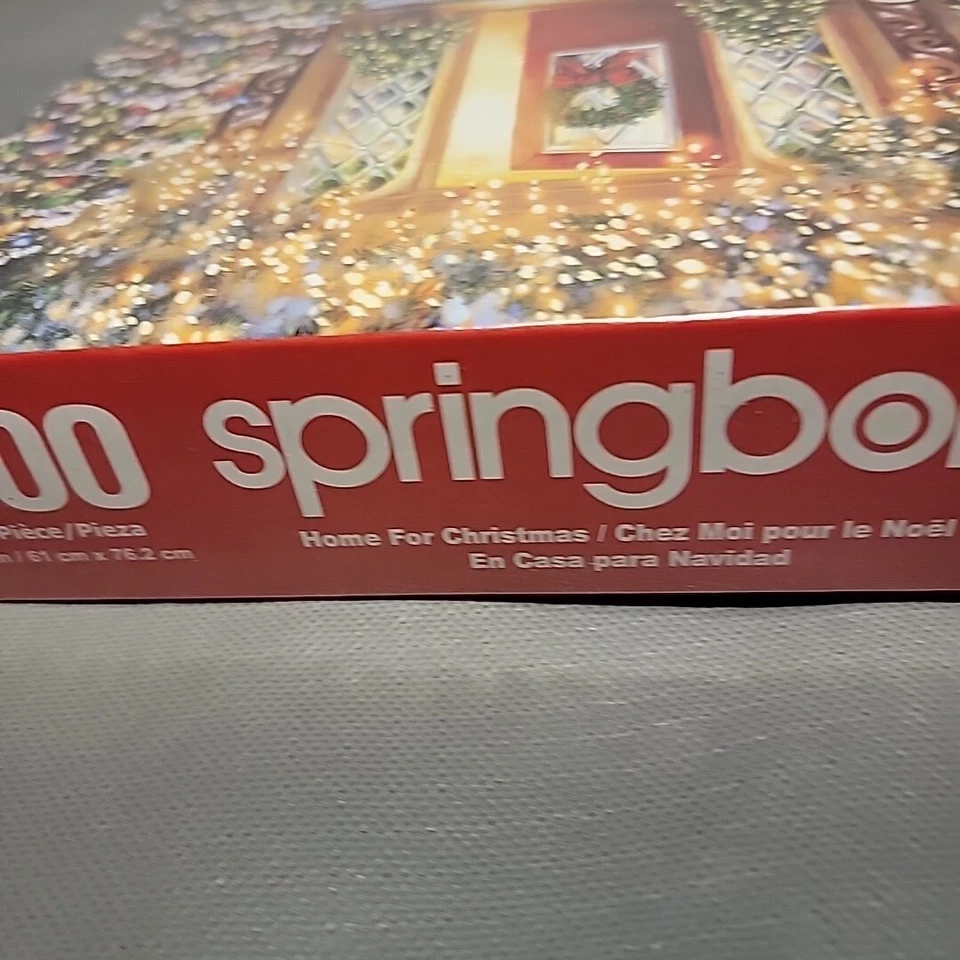 00
Pièce/Pieza
61 cm x 76.2 cm
springbo
Home For Christmas / Chez Moi pour le Noël
En Casa para Navidad